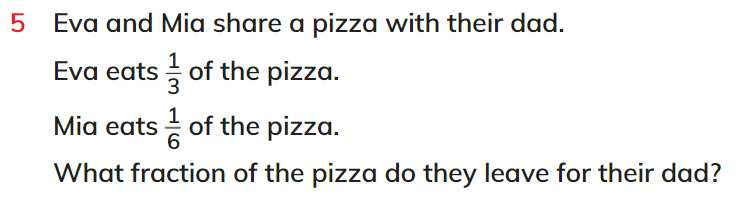 5 Eva and Mia share a pizza with their dad.
Eva eats 1/3 of the pizza.
Mia eats 1/6 of the pizza.
What fraction of the pizza do they leave for their dad?